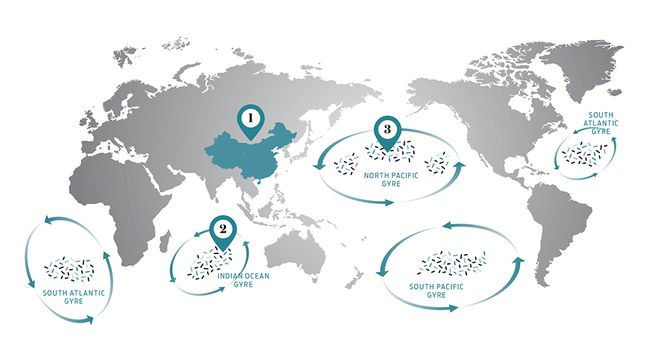 1
SOUTH
ATLANTIC
GYRE
3
NORTH PACIFIC
GYRE
2
INDIAN OCEAN
GYRE
SOUTH ATLANTIC
GYRE
SOUTH PACIFIC
GYRE